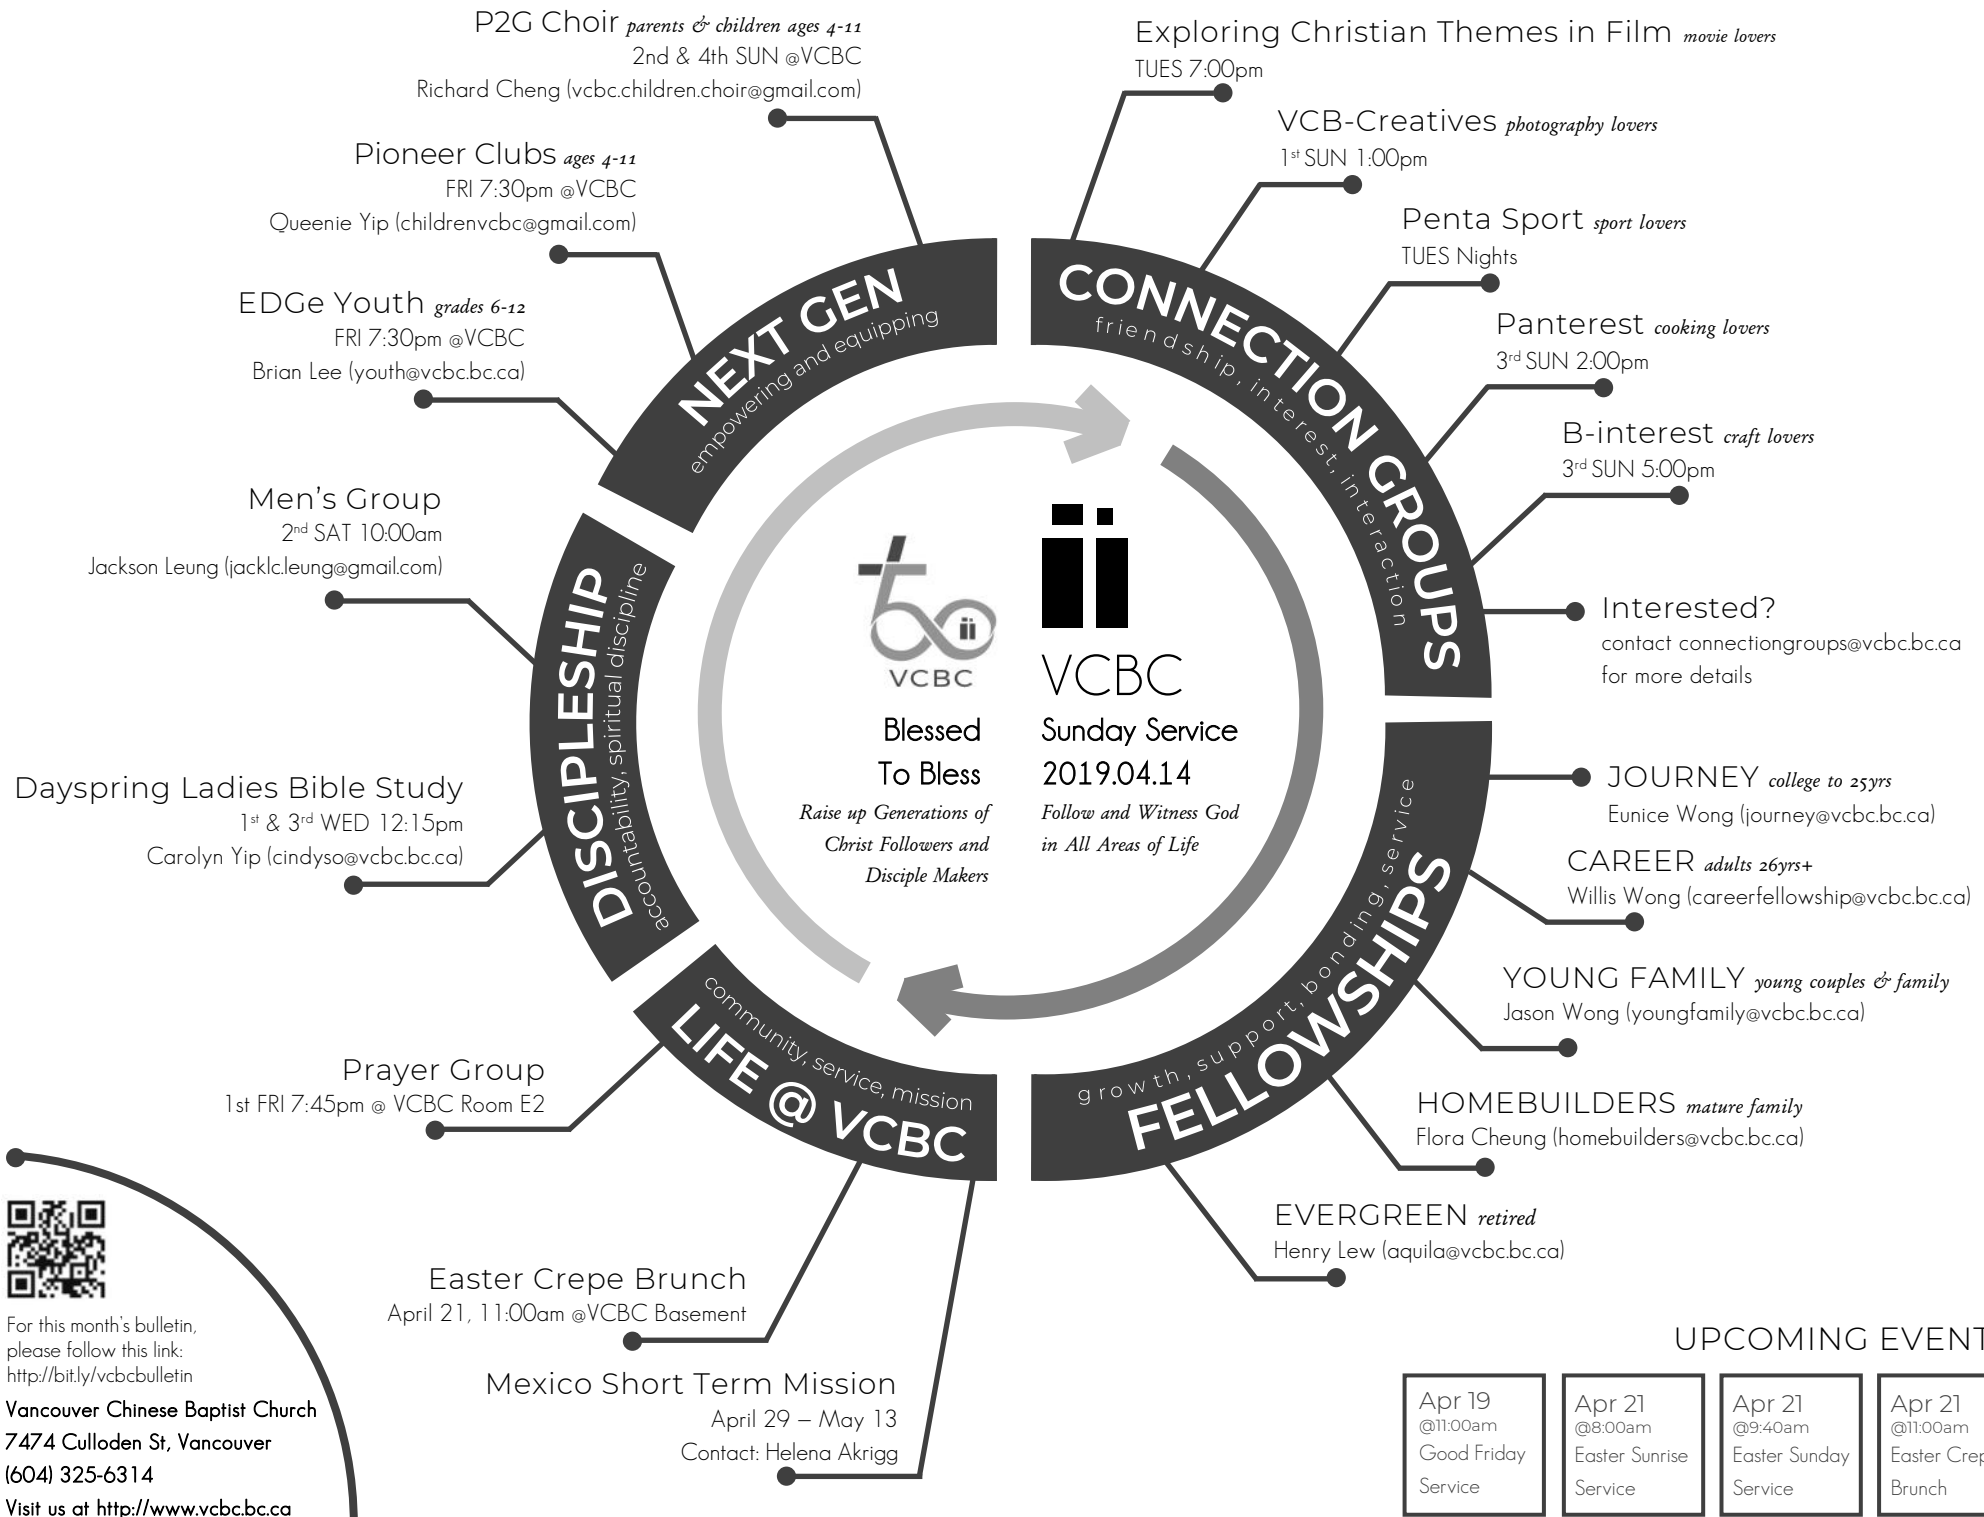 P2G Choir parents & children ages 4-11
2nd & 4th SUN @VCBC
Richard Cheng (vcbc.children.choir@gmail.com)
Pioneer Clubs ages 4-11
FRI 7:30pm @VCBC
Queenie Yip (childrenvcbc@gmail.com)
EDGe Youth grades 6-12
FRI 7:30pm @VCBC
Brian Lee (youth@vcbc.bc.ca)
NEXT GEN
empowering and equipping
Men's Group
2nd SAT 10:00am
Jackson Leung (jacklc.leung@gmail.com)
Dayspring Ladies Bible Study
1st & 3rd WED 12:15pm
Carolyn Yip (cindyso@vcbc.bc.ca)
DISCIPLESHIP
accountability, spiritual discipline
Prayer Group
1st FRI 7:45pm @ VCBC Room E2
Easter Crepe Brunch
April 21, 11:00am @VCBC Basement
Mexico Short Term Mission
April 29 – May 13
Contact: Helena Akrigg
community, service, mission
LIFE @ VCBC
Exploring Christian Themes in Film movie lovers
TUES 7:00pm
VCB-Creatives photography lovers
1st SUN 1:00pm
Penta Sport sport lovers
TUES Nights
Panterest cooking lovers
3rd SUN 2:00pm
B-interest craft lovers
3rd SUN 5:00pm
Interested?
contact connectiongroups@vcbc.bc.ca
for more details
CONNECTION GROUPS
friendship, interest, interaction
JOURNEY college to 25yrs
Eunice Wong (journey@vcbc.bc.ca)
CAREER adults 26yrs+
Willis Wong (careerfellowship@vcbc.bc.ca)
YOUNG FAMILY young couples & family
Jason Wong (youngfamily@vcbc.bc.ca)
HOMEBUILDERS mature family
Flora Cheung (homebuilders@vcbc.bc.ca)
EVERGREEN retired
Henry Lew (aquila@vcbc.bc.ca)
growth, support, bonding, service
FELLOWSHIPS
VCBC
Blessed
To Bless
Raise up Generations of
Christ Followers and
Disciple Makers
VCBC
Sunday Service
2019.04.14
Follow and Witness God
in All Areas of Life
For this month's bulletin,
please follow this link:
http://bit.ly/vcbcbulletin
Vancouver Chinese Baptist Church
7474 Culloden St, Vancouver
(604) 325-6314
Visit us at http://www.vcbc.bc.ca
UPCOMING EVENT
Apr 19
@11:00am
Good Friday
Service
Apr 21
@8:00am
Easter Sunrise
Service
Apr 21
@9:40am
Easter Sunday
Service
Apr 21
@11:00am
Easter Crep
Brunch